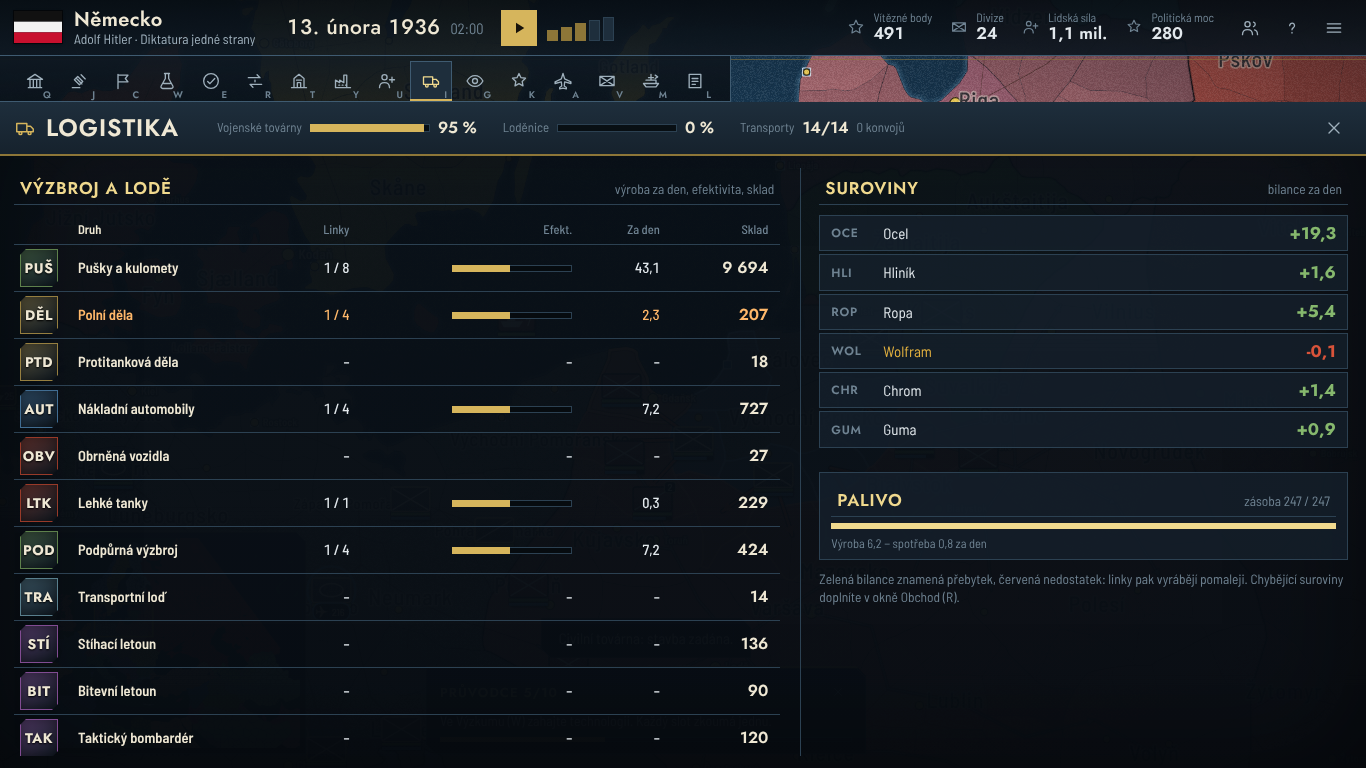 Německo
Adolf Hitler · Diktatura jedné strany
13. února 1936 02:00
Vítězné body
491
Divize
24
Lidská síla
1,1 mil.
Politická moc
280
?
Q J C W E R T Y U I G K A V M L
Pskov
Riga
LOGISTIKA
Vojenské továrny 95 %
Loděnice 0 %
Transporty 14/14 0 konvojů
VÝZBROJ A LODĚ
výroba za den, efektivita, sklad
Druh Linky Efekt. Za den Sklad
PUŠ Pušky a kulomety 1 / 8 43,1 9 694
DĚL Polní děla 1 / 4 2,3 207
PTD Protitanková děla – – – 18
AUT Nákladní automobily 1 / 4 7,2 727
OBV Obrněná vozidla – – – 27
LTK Lehké tanky 1 / 1 0,3 229
POD Podpůrná výzbroj 1 / 4 7,2 424
TRA Transportní loď – – – 14
STÍ Stíhací letoun – – – 136
BIT Bitevní letoun – – – 90
TAK Taktický bombardér – – – 120
SUROVINY
bilance za den
OCE Ocel +19,3
HLI Hliník +1,6
ROP Ropa +5,4
WOL Wolfram -0,1
CHR Chrom +1,4
GUM Guma +0,9
PALIVO
zásoba 247 / 247
Výroba 6,2 – spotřeba 0,8 za den
Zelená bilance znamená přebytek, červená nedostatek: linky pak vyrábějí pomaleji. Chybějící suroviny
doplníte v okně Obchod (R).